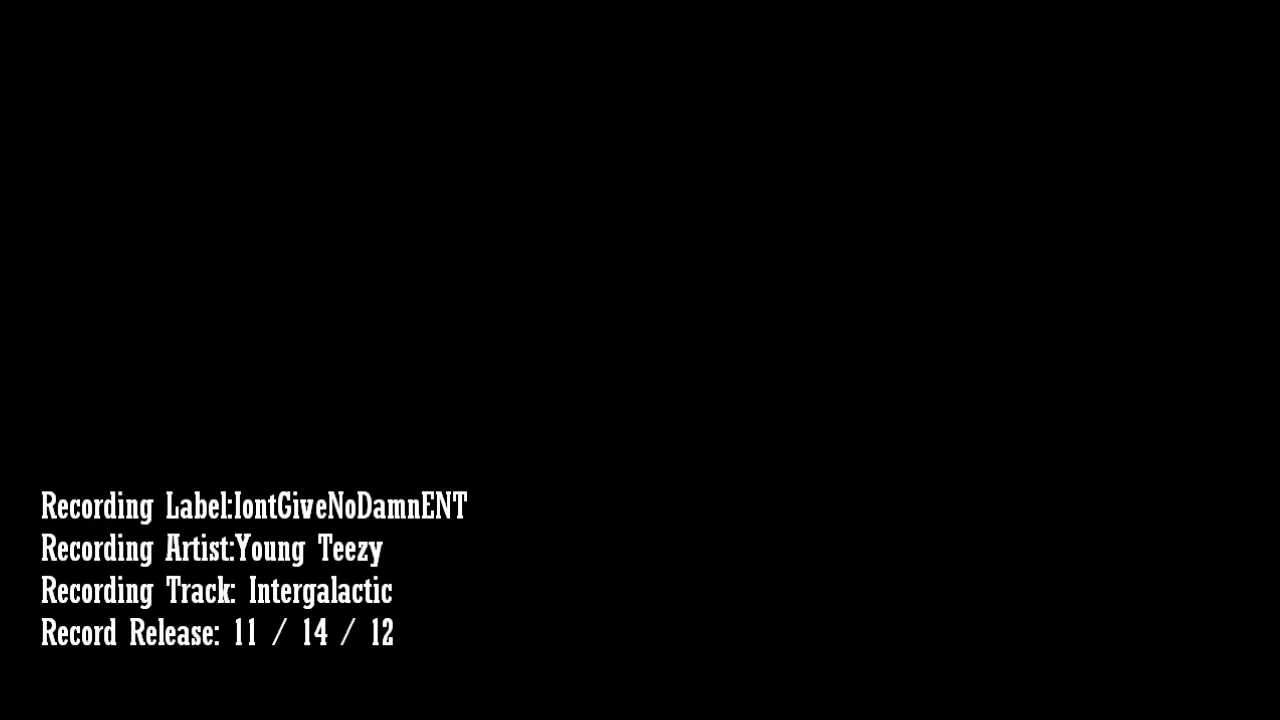 Recording Label:IontGiveNoDamnENT
Recording Artist:Young Teezy
Recording Track: Intergalactic
Record Release: 11 / 14 / 12